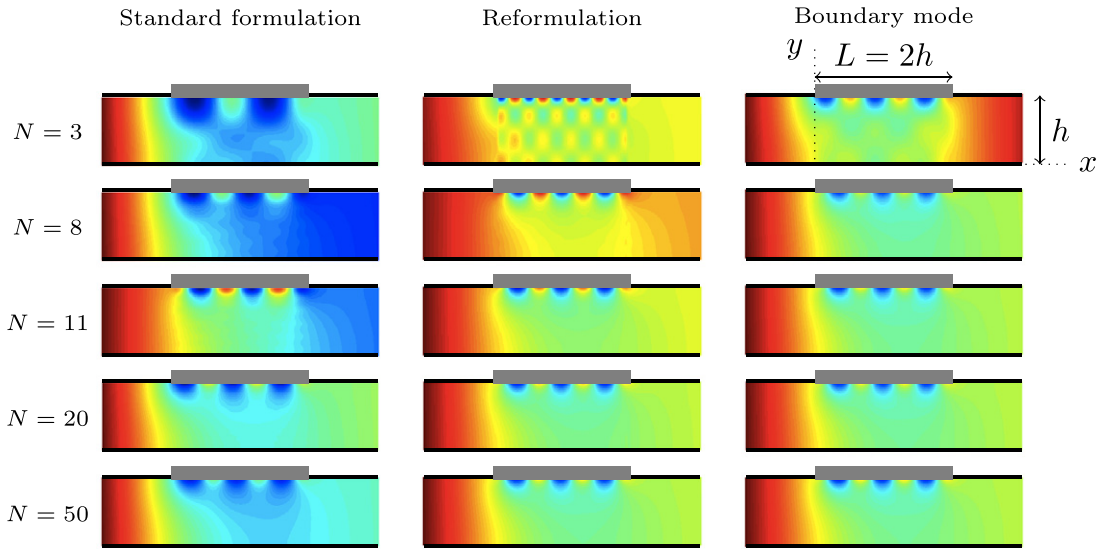 Standard formulation Reformulation Boundary mode
y L = 2h
N = 3 h
x
N = 8
N = 11
N = 20
N = 50